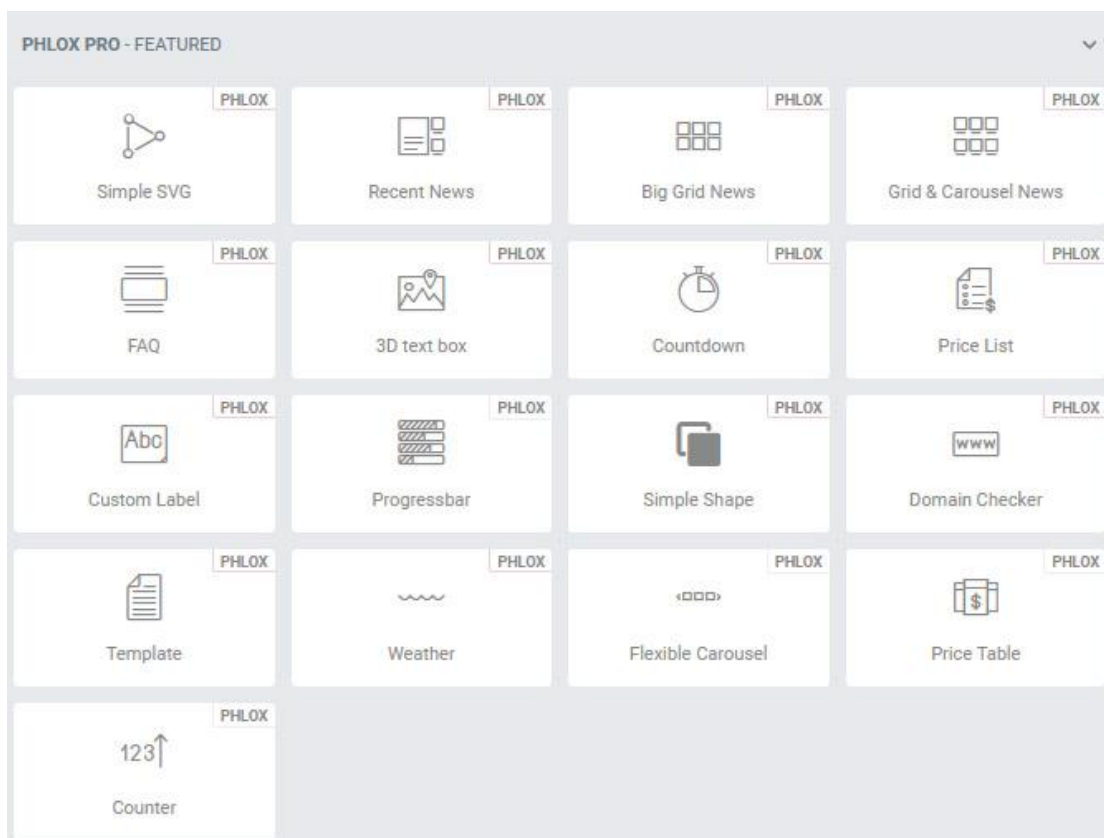 PHLOX PRO - FEATURED
PHLOX PHLOX PHLOX PHLOX
Simple SVG Recent News Big Grid News Grid & Carousel News
PHLOX PHLOX PHLOX PHLOX
FAQ 3D text box Countdown Price List
PHLOX PHLOX PHLOX PHLOX
Abc www
Custom Label Progressbar Simple Shape Domain Checker
PHLOX PHLOX PHLOX PHLOX
$
Template Weather Flexible Carousel Price Table
PHLOX
123
Counter